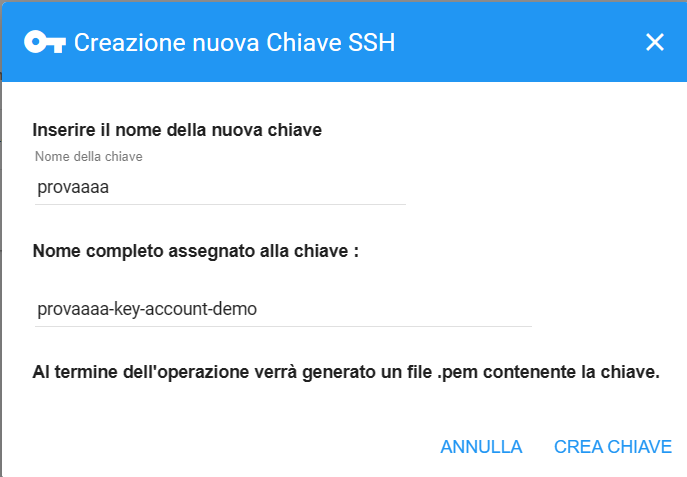 Creazione nuova Chiave SSH
Inserire il nome della nuova chiave
Nome della chiave
provaaaa
Nome completo assegnato alla chiave :
provaaaa-key-account-demo
Al termine dell'operazione verrà generato un file .pem contenente la chiave.
ANNULLA CREA CHIAVE